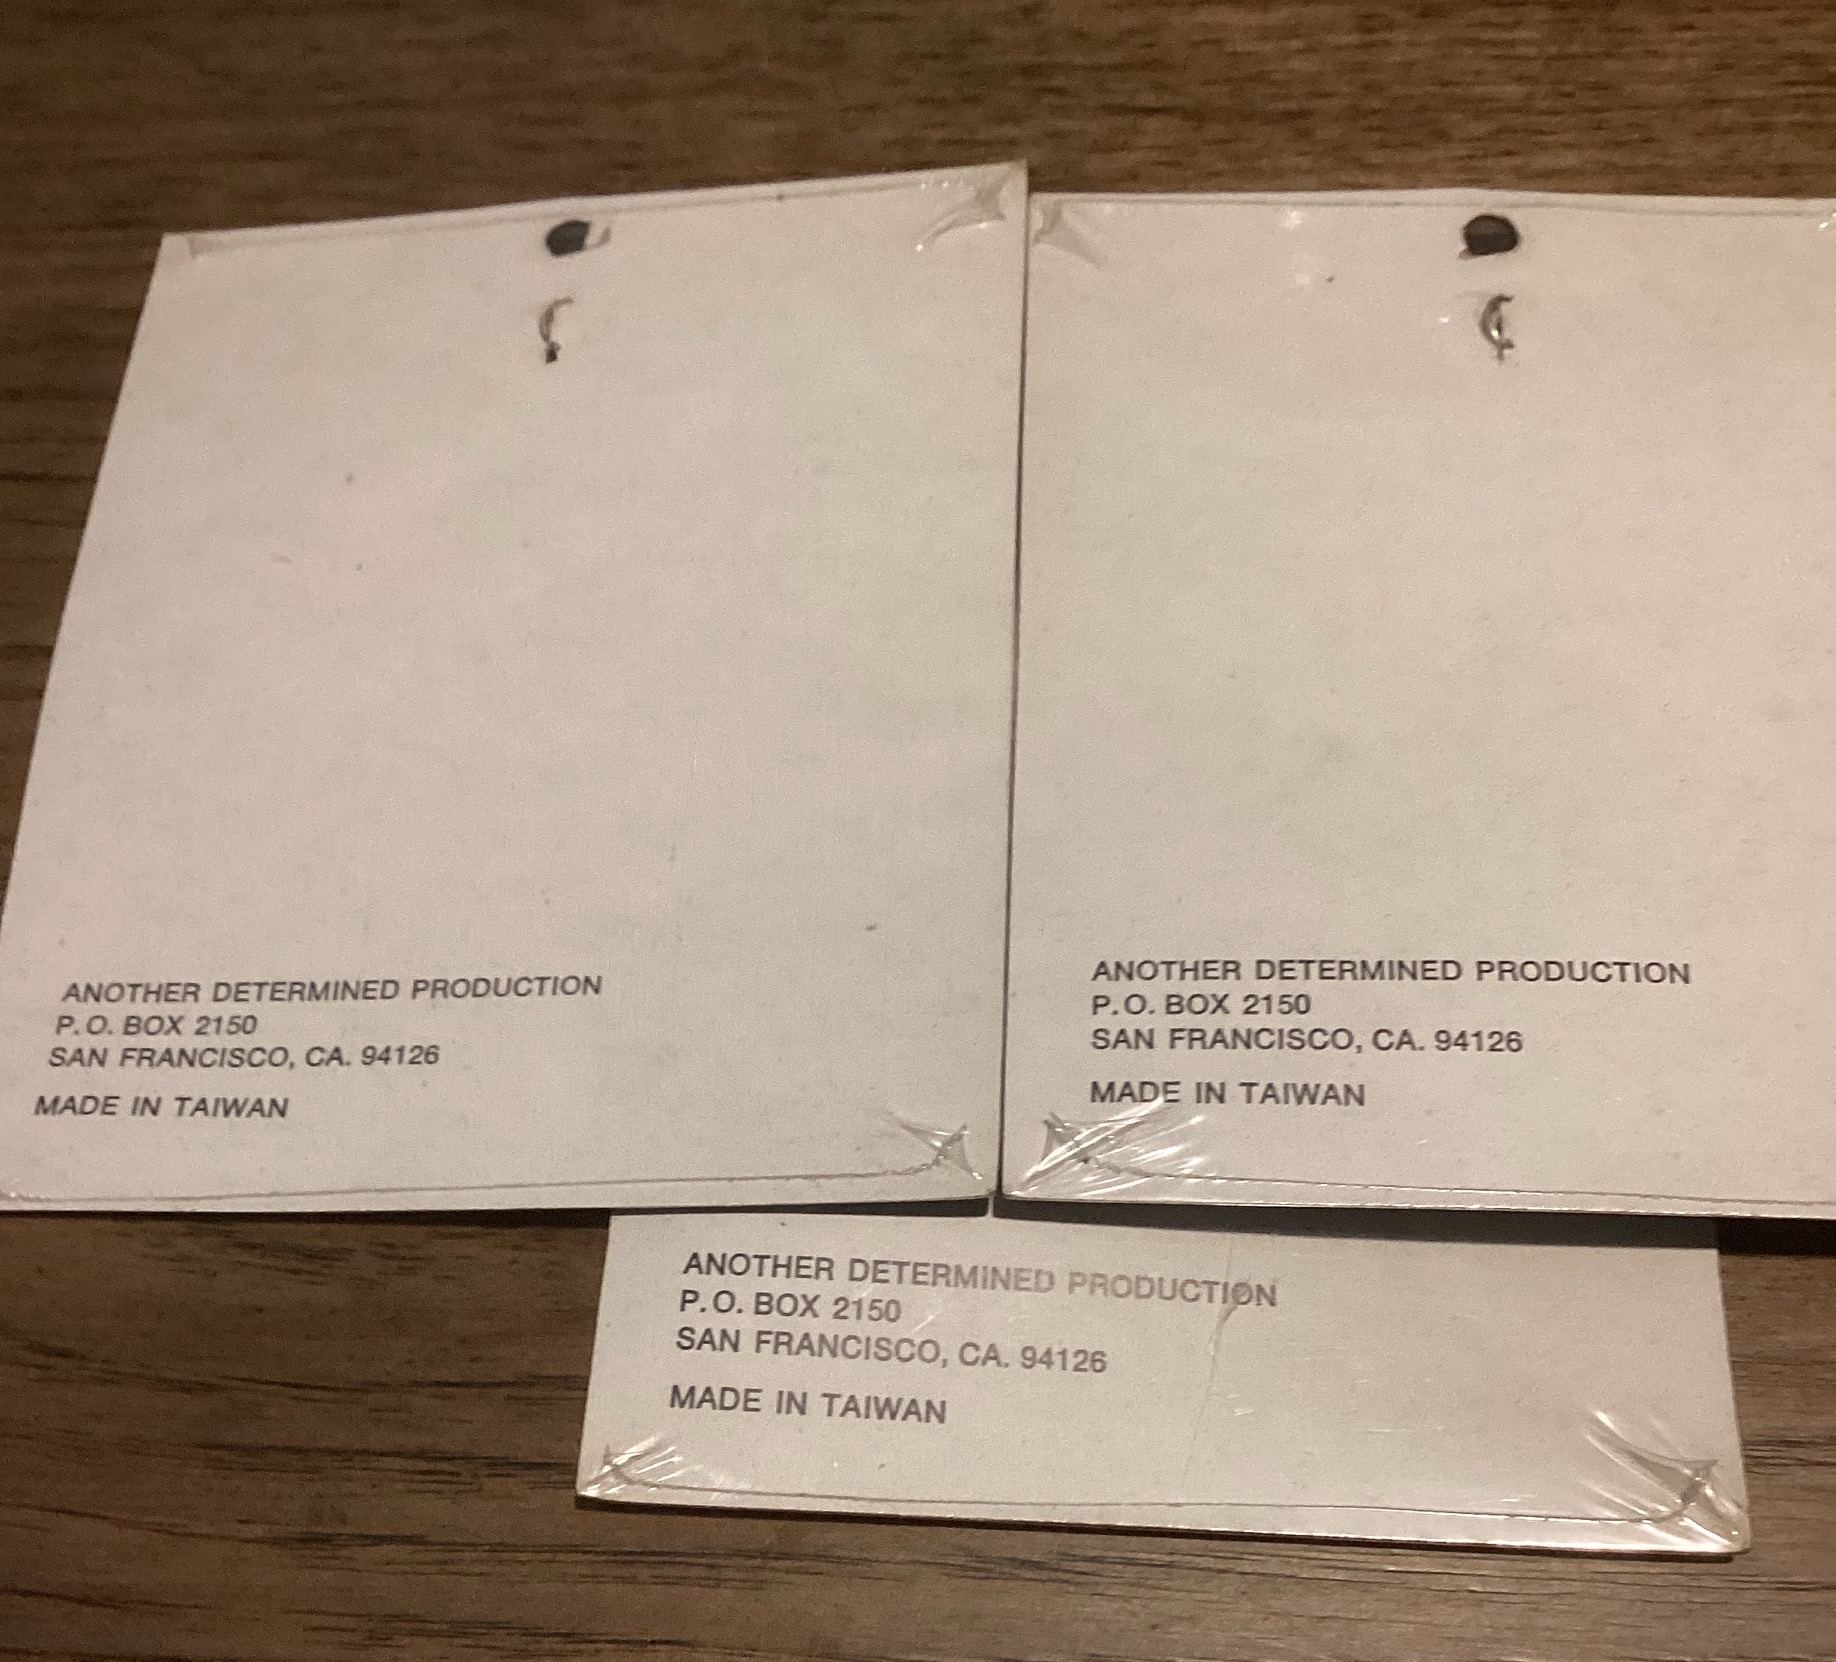 ANOTHER DETERMINED PRODUCTION
P.O. BOX 2150
SAN FRANCISCO, CA. 94126
MADE IN TAIWAN
ANOTHER DETERMINED PRODUCTION
P.O. BOX 2150
SAN FRANCISCO, CA. 94126
MADE IN TAIWAN
ANOTHER DETERMINED PRODUCTION
P.O. BOX 2150
SAN FRANCISCO, CA. 94126
MADE IN TAIWAN